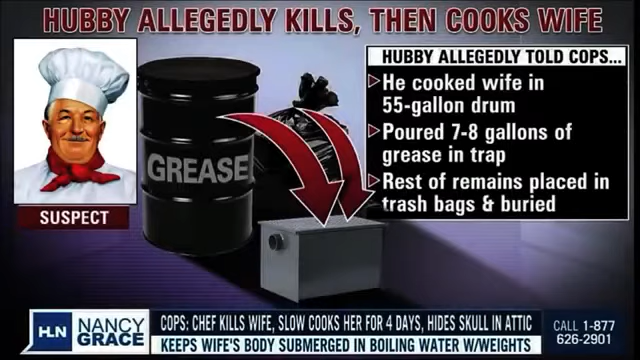 HUBBY ALLEGEDLY KILLS, THEN COOKS WIFE
SUSPECT
GREASE
HUBBY ALLEGEDLY TOLD COPS...
He cooked wife in
55-gallon drum
Poured 7-8 gallons of
grease in trap
Rest of remains placed in
trash bags & buried
HLN
NANCY
GRACE
COPS: CHEF KILLS WIFE, SLOW COOKS HER FOR 4 DAYS, HIDES SKULL IN ATTIC
KEEPS WIFE'S BODY SUBMERGED IN BOILING WATER W/WEIGHTS
CALL 1-877
626-2901